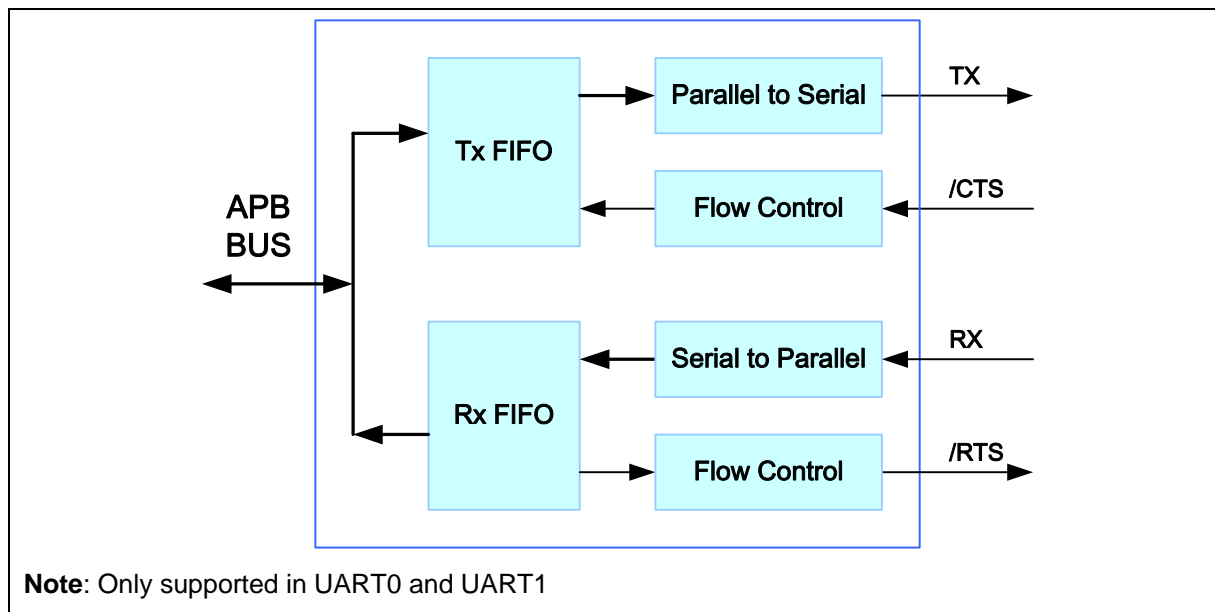 Parallel to Serial
TX
Tx FIFO
Flow Control
/CTS
APB
BUS
Serial to Parallel
RX
Rx FIFO
Flow Control
/RTS
Note: Only supported in UART0 and UART1